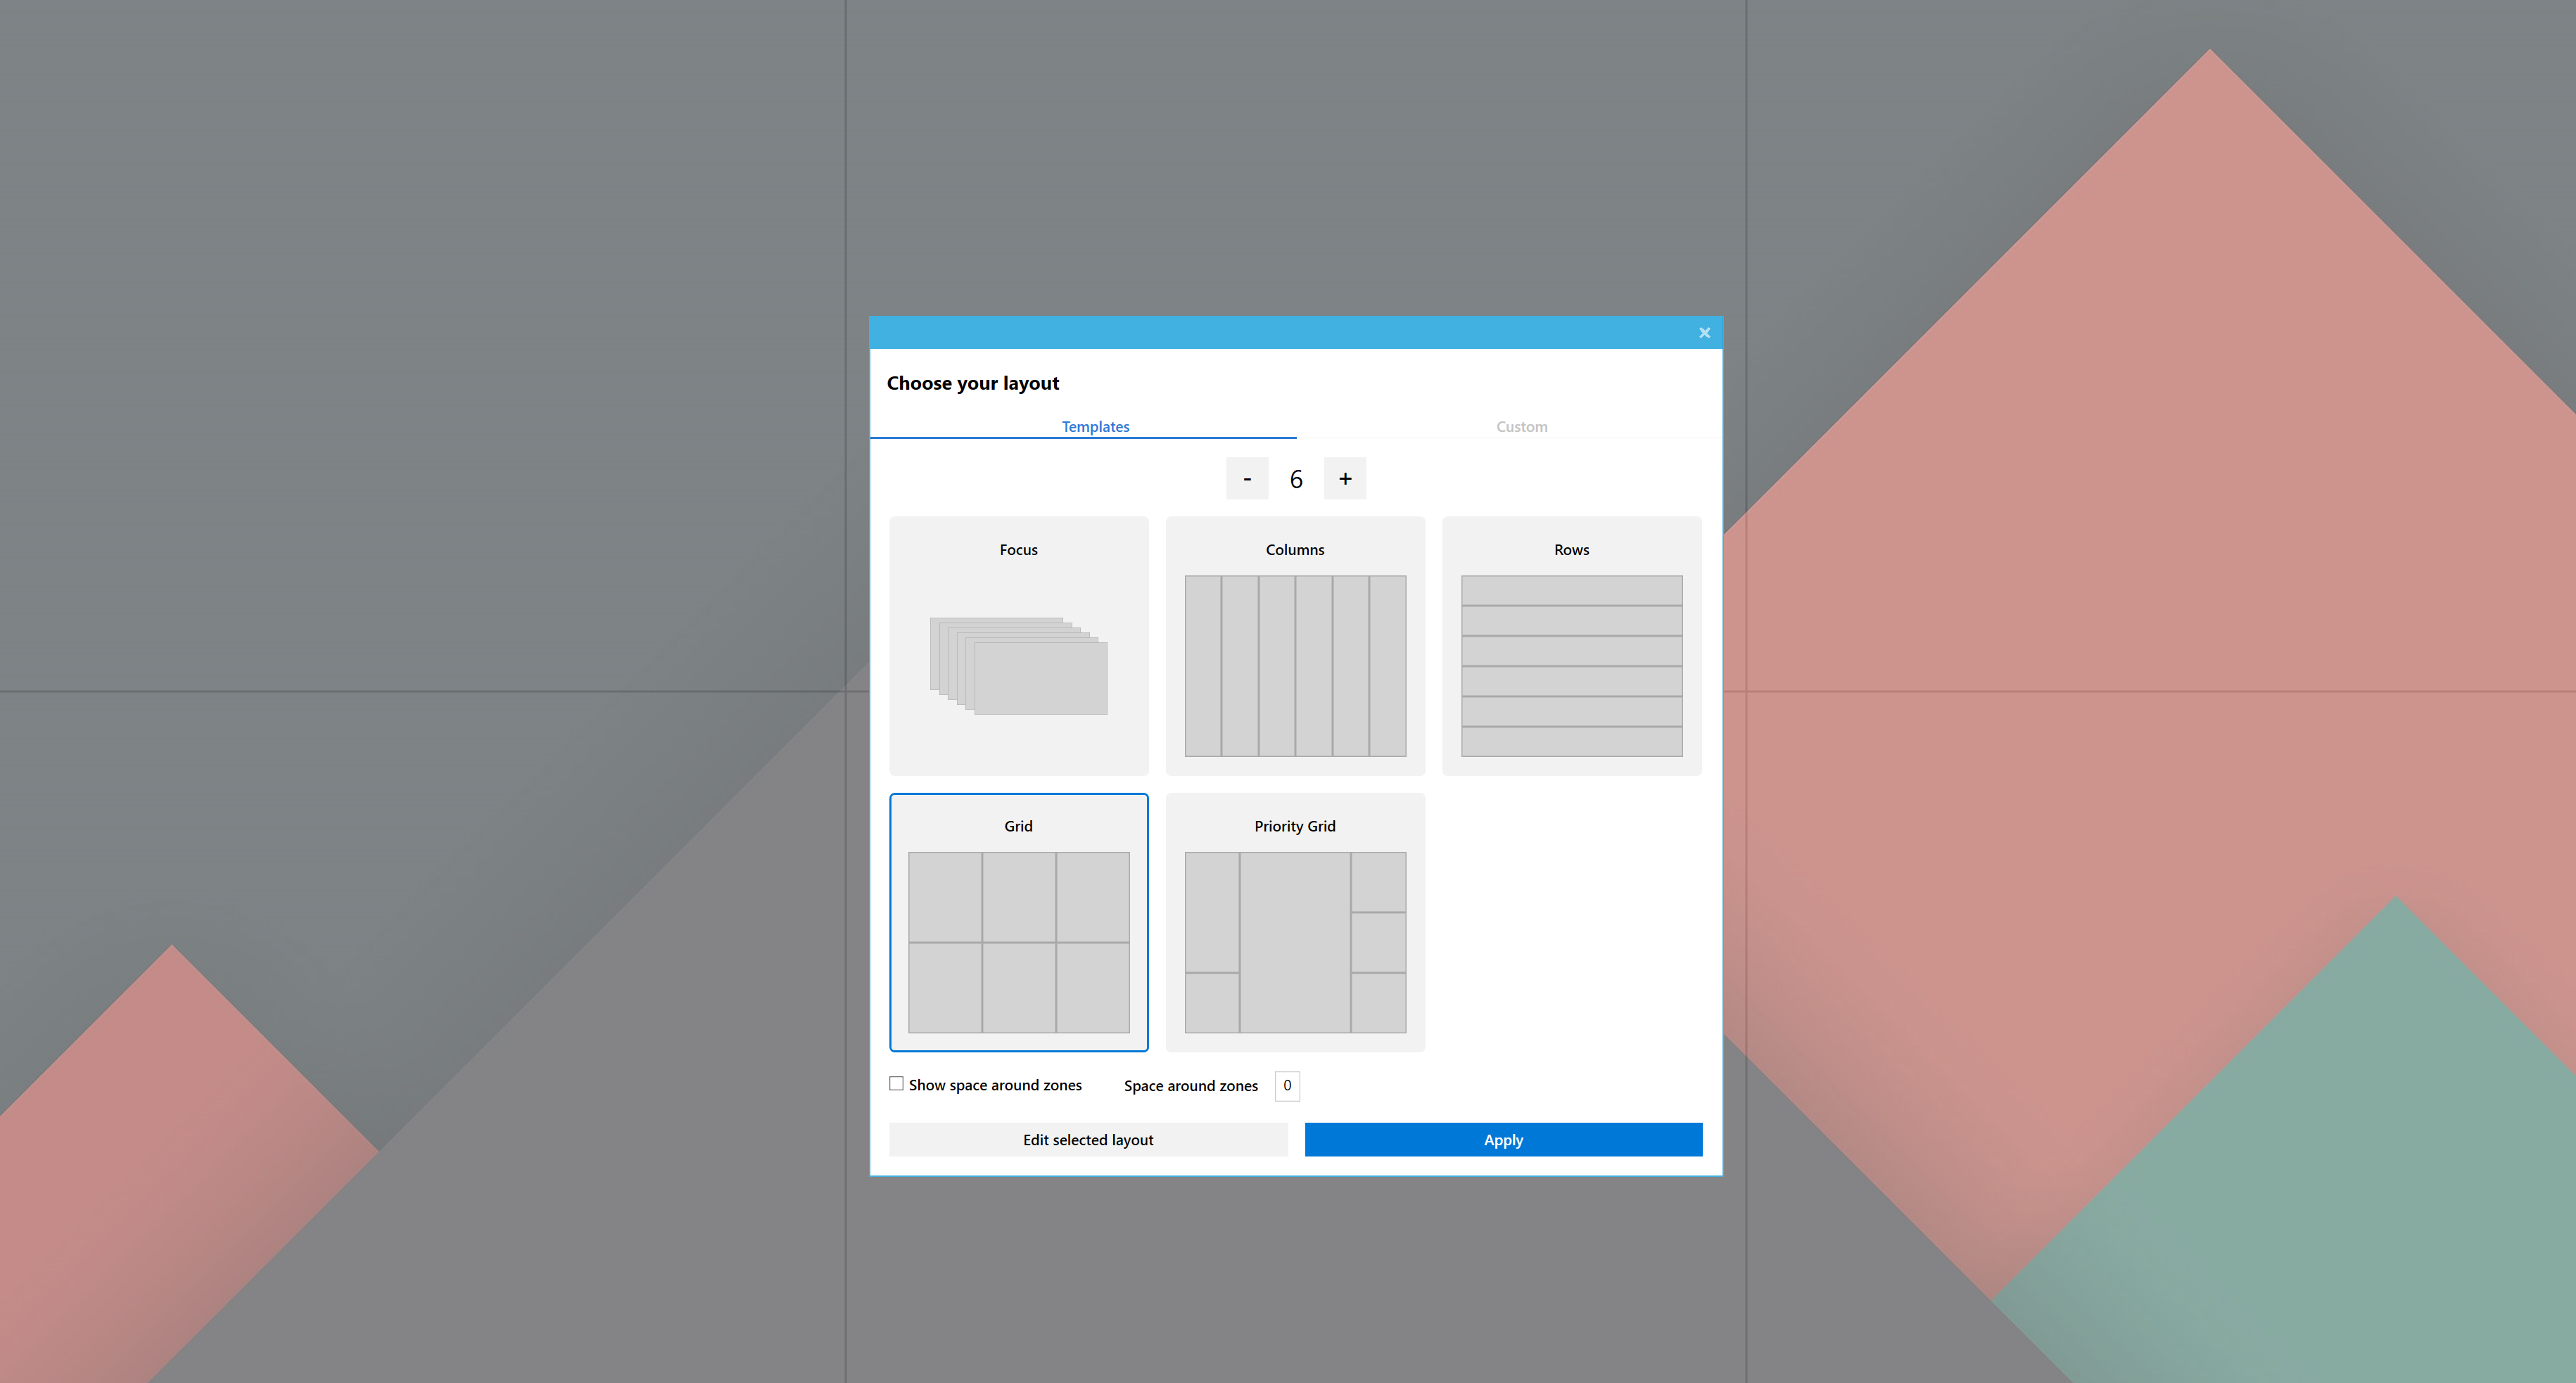 Choose your layout
Templates Custom
- 6 +
Focus Columns Rows
Grid Priority Grid
Show space around zones Space around zones 0
Edit selected layout Apply